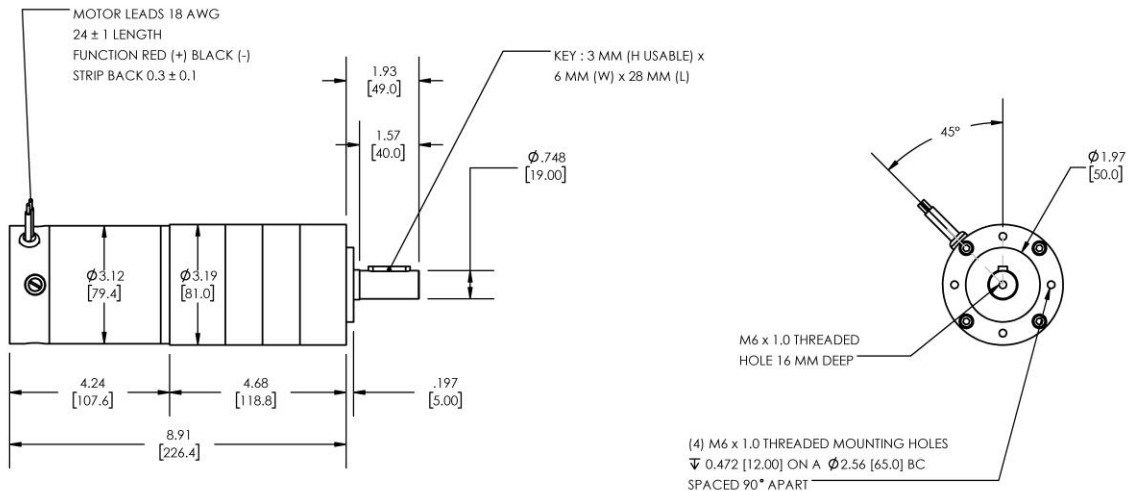 MOTOR LEADS 18 AWG
24 ± 1 LENGTH
FUNCTION RED (+) BLACK (-)
STRIP BACK 0.3 ± 0.1
1.93
[49.0]
KEY : 3 MM (H USABLE) x
6 MM (W) x 28 MM (L)
1.57
[40.0]
Ø.748
[19.00]
Ø3.12
[79.4]
Ø3.19
[81.0]
4.24
[107.6]
4.68
[118.8]
.197
[5.00]
8.91
[226.4]
45°
Ø1.97
[50.0]
M6 x 1.0 THREADED
HOLE 16 MM DEEP
(4) M6 x 1.0 THREADED MOUNTING HOLES
↧ 0.472 [12.00] ON A Ø2.56 [65.0] BC
SPACED 90° APART